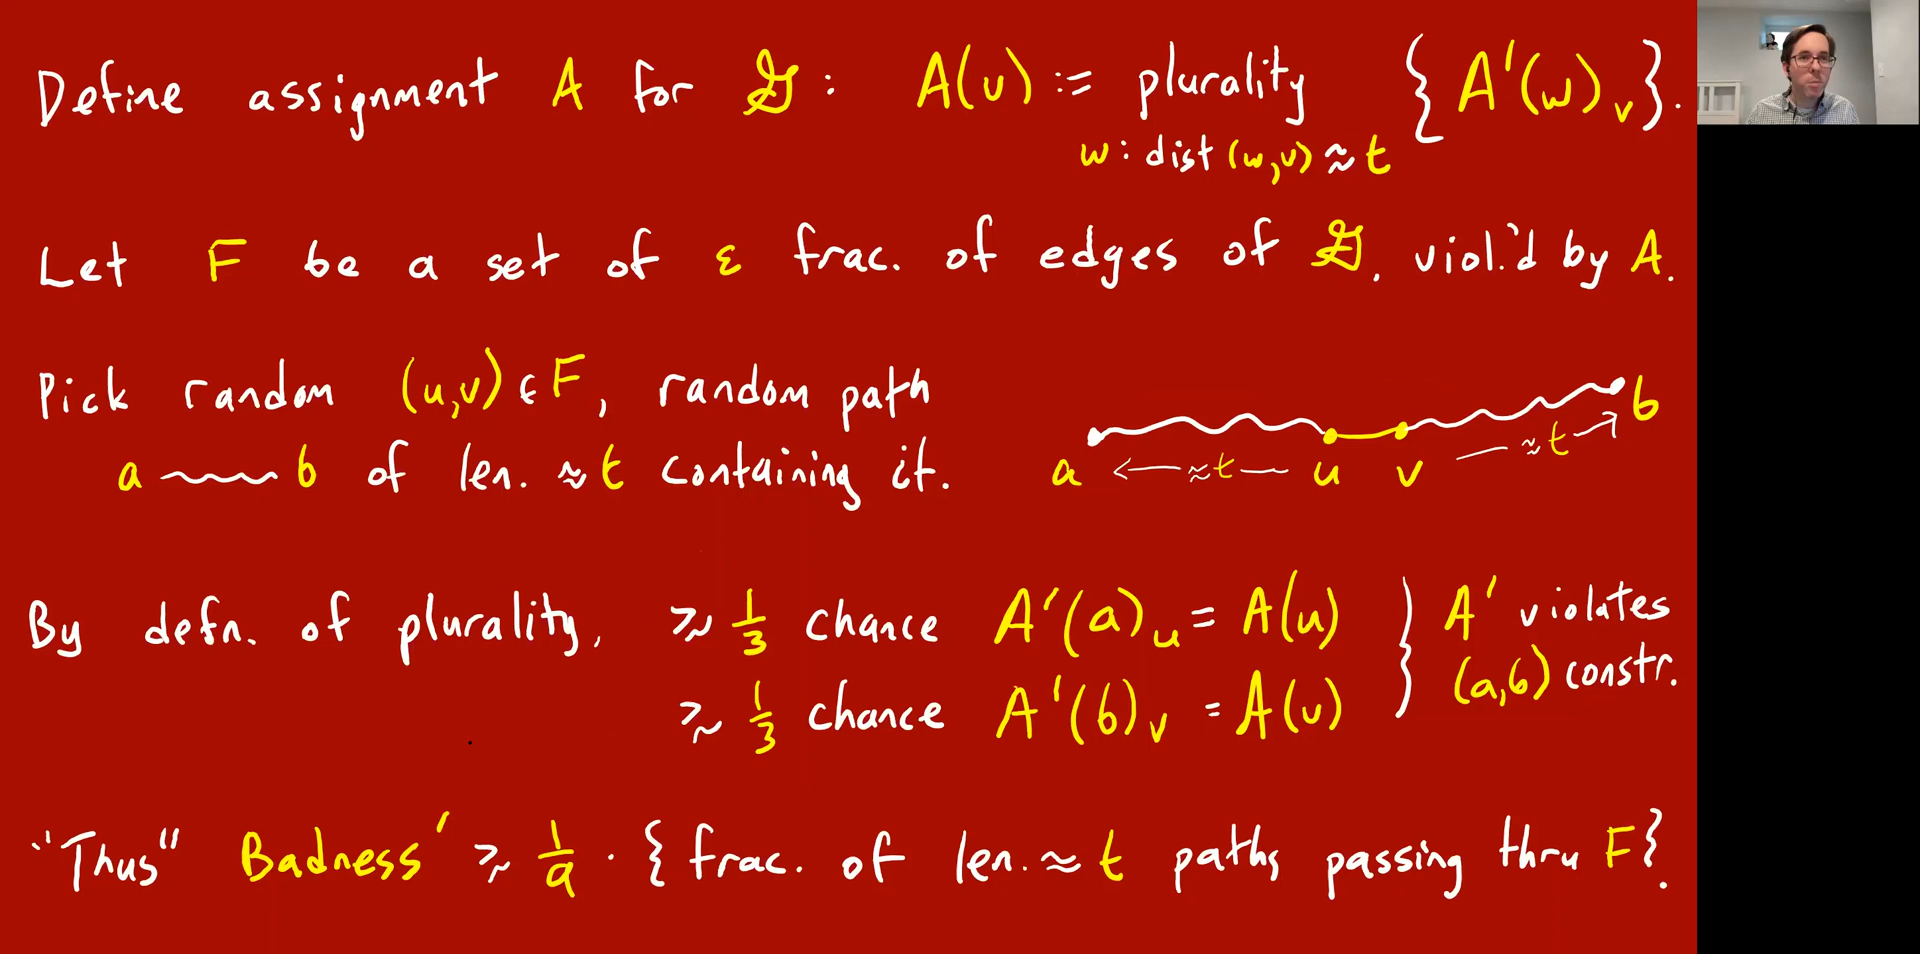 Define assignment A for 𝒢: A(v) := plurality { A'(w)_v }.
w: dist(w,v) ≈ t
Let F be a set of ε frac. of edges of 𝒢, viol.'d by A.
Pick random (u,v) ∈ F, random path
a ~~~ b of len. ≈ t containing it.
a ←≈t— u v —≈t→ b
By defn. of plurality, ≳ 1/3 chance A'(a)_u = A(u)
≳ 1/3 chance A'(b)_v = A(v)
} A' violates
(a,b) constr.
"Thus" Badness' ≳ 1/9 · { frac. of len. ≈ t paths passing thru F }.